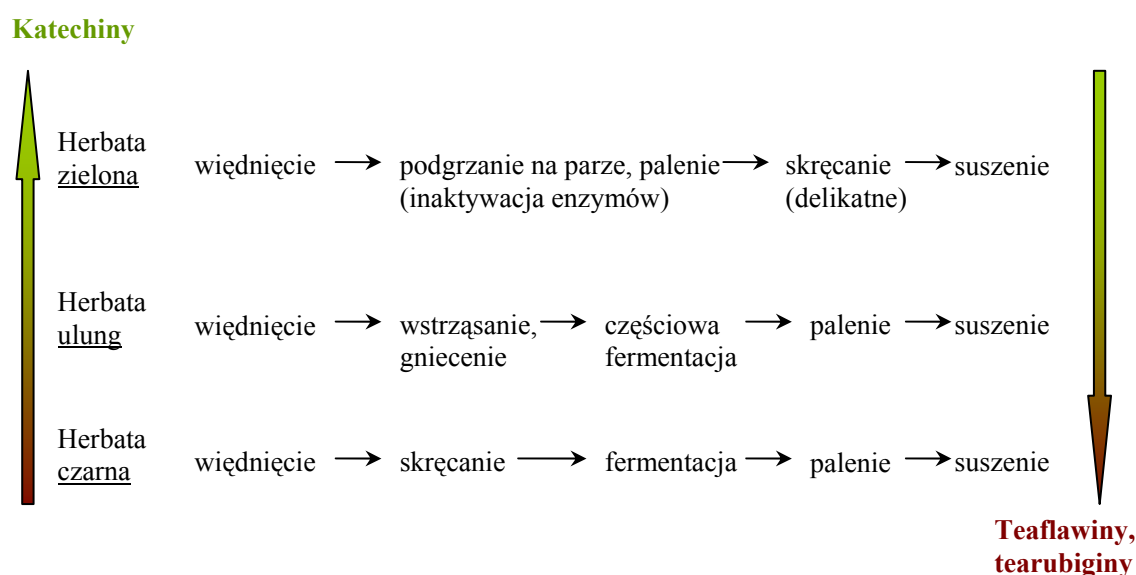 Katechiny
Herbata
zielona
więdnięcie
podgrzanie na parze, palenie
(inaktywacja enzymów)
skręcanie
(delikatne)
suszenie
Herbata
ulung
więdnięcie
wstrząsanie,
gniecenie
częściowa
fermentacja
palenie
suszenie
Herbata
czarna
więdnięcie
skręcanie
fermentacja
palenie
suszenie
Teaflawiny,
tearubiginy